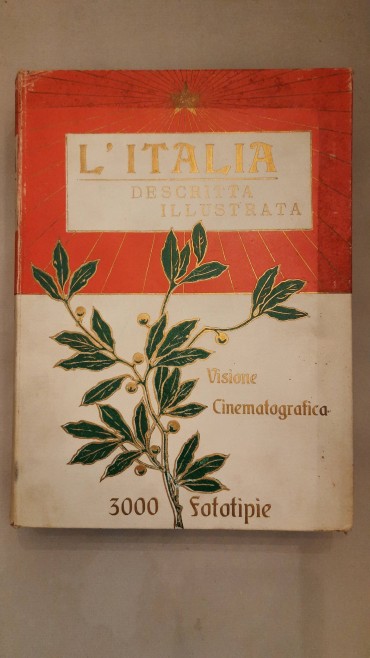 L'ITALIA
DESCRITTA
ILLUSTRATA
Visione
Cinematografica
3000 Fototipie